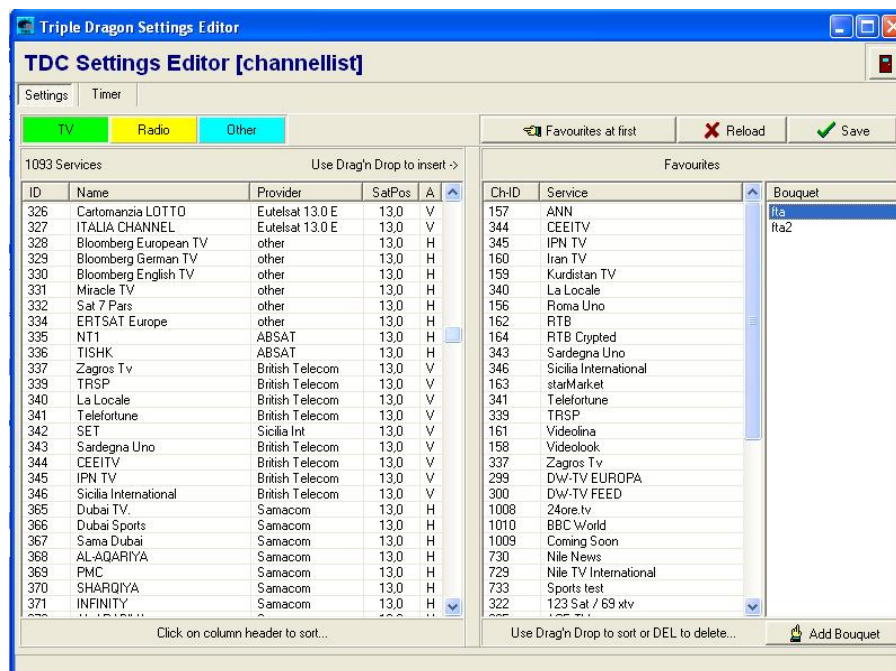 Triple Dragon Settings Editor
TDC Settings Editor [channellist]
Settings Timer
TV Radio Other Favourites at first Reload Save
1093 Services Use Drag'n Drop to insert -> Favourites
ID Name Provider SatPos A Ch-ID Service Bouquet
326 Cartomanzia LOTTO Eutelsat 13.0 E 13,0 V 157 ANN fta
327 ITALIA CHANNEL Eutelsat 13.0 E 13,0 V 344 CEEITV fta2
328 Bloomberg European TV other 13,0 H 345 IPN TV
329 Bloomberg German TV other 13,0 H 160 Iran TV
330 Bloomberg English TV other 13,0 H 159 Kurdistan TV
331 Miracle TV other 13,0 H 340 La Locale
332 Sat 7 Pars other 13,0 H 156 Roma Uno
334 ERTSAT Europe other 13,0 H 162 RTB
335 NT1 ABSAT 13,0 H 164 RTB Crypted
336 TISHK ABSAT 13,0 H 343 Sardegna Uno
337 Zagros Tv British Telecom 13,0 V 346 Sicilia International
339 TRSP British Telecom 13,0 V 163 starMarket
340 La Locale British Telecom 13,0 V 341 Telefortune
341 Telefortune British Telecom 13,0 V 339 TRSP
342 SET Sicilia Int 13,0 V 161 Videolina
343 Sardegna Uno British Telecom 13,0 V 158 Videolook
344 CEEITV British Telecom 13,0 V 337 Zagros Tv
345 IPN TV British Telecom 13,0 V 299 DW-TV EUROPA
346 Sicilia International British Telecom 13,0 V 300 DW-TV FEED
365 Dubai TV. Samacom 13,0 H 1008 24ore.tv
366 Dubai Sports Samacom 13,0 H 1010 BBC World
367 Sama Dubai Samacom 13,0 H 1009 Coming Soon
368 AL-AQARIYA Samacom 13,0 H 730 Nile News
369 PMC Samacom 13,0 H 729 Nile TV International
370 SHARQIYA Samacom 13,0 H 733 Sports test
371 INFINITY Samacom 13,0 H 322 123 Sat / 69 xtv
Click on column header to sort... Use Drag'n Drop to sort or DEL to delete... Add Bouquet